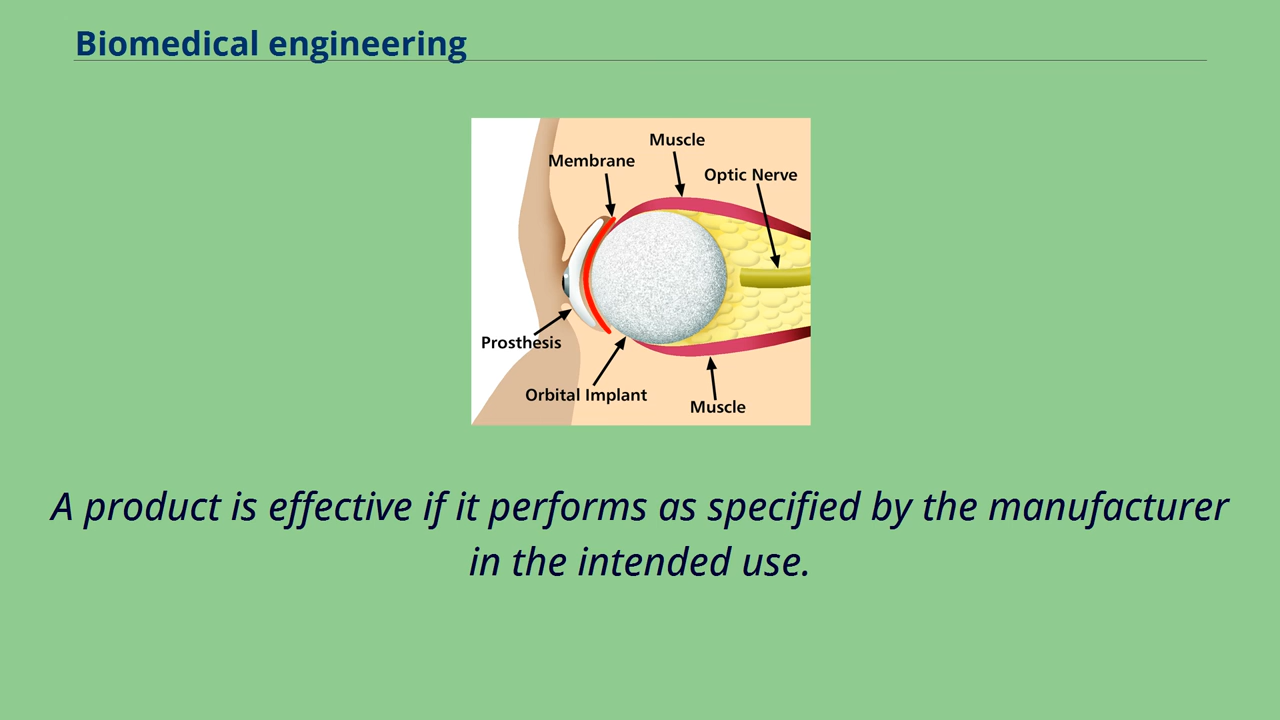 Biomedical engineering
Muscle
Membrane
Optic Nerve
Prosthesis
Orbital Implant
Muscle
A product is effective if it performs as specified by the manufacturer
in the intended use.